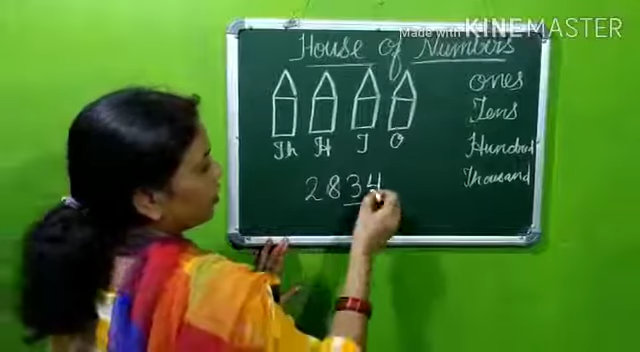 Made with KINEMASTER
House of Numbers
Th H T O
2834
ones
Tens
Hundred
Thousand